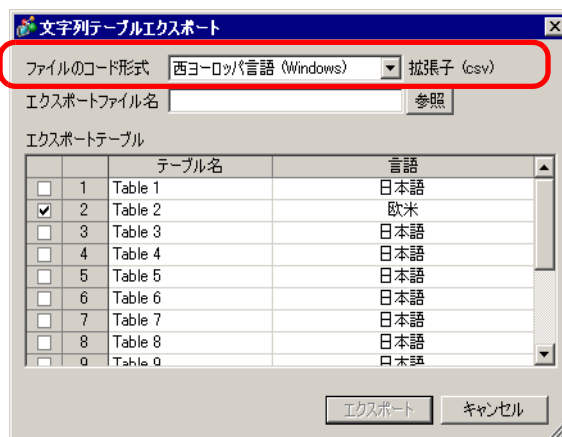 文字列テーブルエクスポート
ファイルのコード形式 西ヨーロッパ言語 (Windows) 拡張子 (csv)
エクスポートファイル名 参照
エクスポートテーブル
テーブル名 言語
1 Table 1 日本語
2 Table 2 欧米
3 Table 3 日本語
4 Table 4 日本語
5 Table 5 日本語
6 Table 6 日本語
7 Table 7 日本語
8 Table 8 日本語
9 Table 9 日本語
エクスポート キャンセル